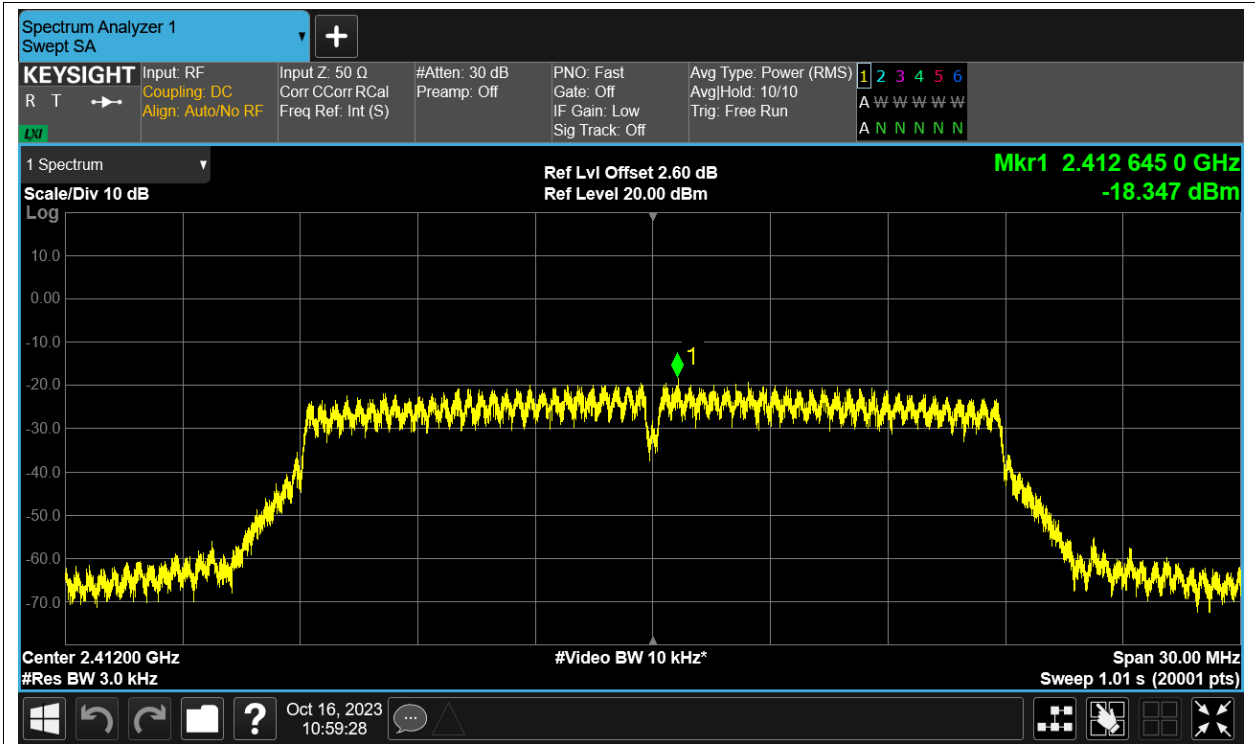 Spectrum Analyzer 1
Swept SA
KEYSIGHT
R T
LXI
Input: RF
Coupling: DC
Align: Auto/No RF
Input Z: 50 Ω
Corr CCorr RCal
Freq Ref: Int (S)
#Atten: 30 dB
Preamp: Off
PNO: Fast
Gate: Off
IF Gain: Low
Sig Track: Off
Avg Type: Power (RMS)
Avg|Hold: 10/10
Trig: Free Run
1 2 3 4 5 6
A W W W W W
A N N N N N
1 Spectrum
Scale/Div 10 dB
Log
Ref Lvl Offset 2.60 dB
Ref Level 20.00 dBm
Mkr1 2.412 645 0 GHz
-18.347 dBm
10.0
0.00
-10.0
-20.0
-30.0
-40.0
-50.0
-60.0
-70.0
1
Center 2.41200 GHz
#Res BW 3.0 kHz
#Video BW 10 kHz*
Span 30.00 MHz
Sweep 1.01 s (20001 pts)
?
Oct 16, 2023
10:59:28